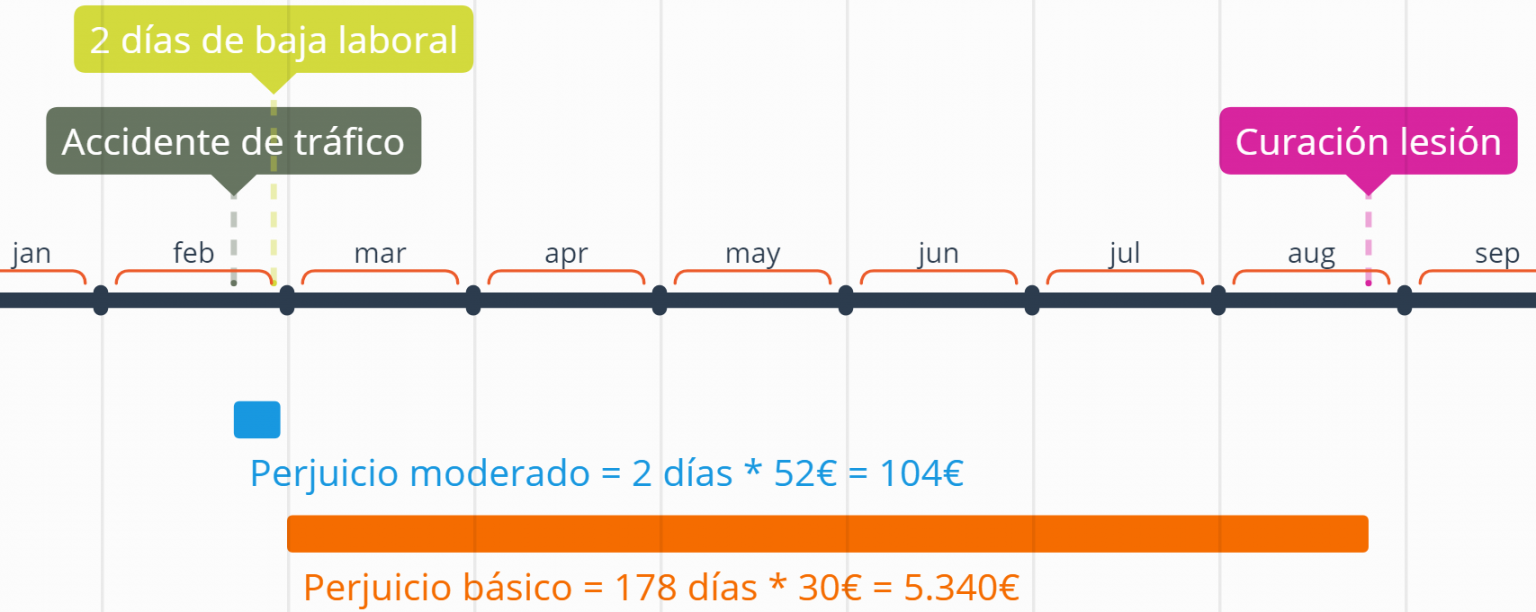 2 días de baja laboral
Accidente de tráfico
Curación lesión
jan feb mar apr may jun jul aug sep
Perjuicio moderado = 2 días * 52€ = 104€
Perjuicio básico = 178 días * 30€ = 5.340€